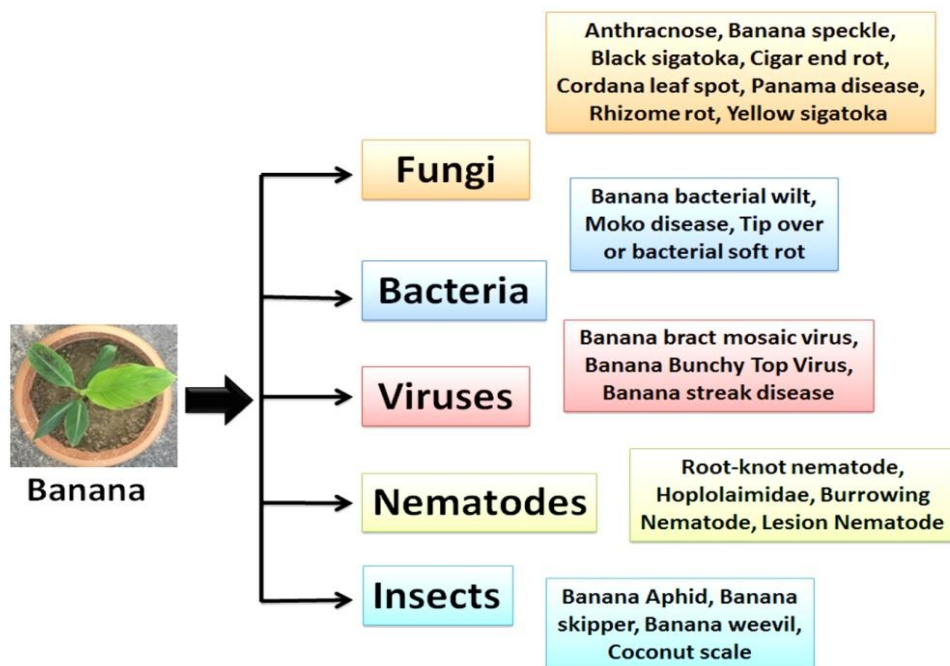 Anthracnose, Banana speckle,
Black sigatoka, Cigar end rot,
Cordana leaf spot, Panama disease,
Rhizome rot, Yellow sigatoka
Fungi
Banana bacterial wilt,
Moko disease, Tip over
or bacterial soft rot
Bacteria
Banana bract mosaic virus,
Banana Bunchy Top Virus,
Banana streak disease
Viruses
Banana
Root-knot nematode,
Hoplolaimidae, Burrowing
Nematode, Lesion Nematode
Nematodes
Insects
Banana Aphid, Banana
skipper, Banana weevil,
Coconut scale